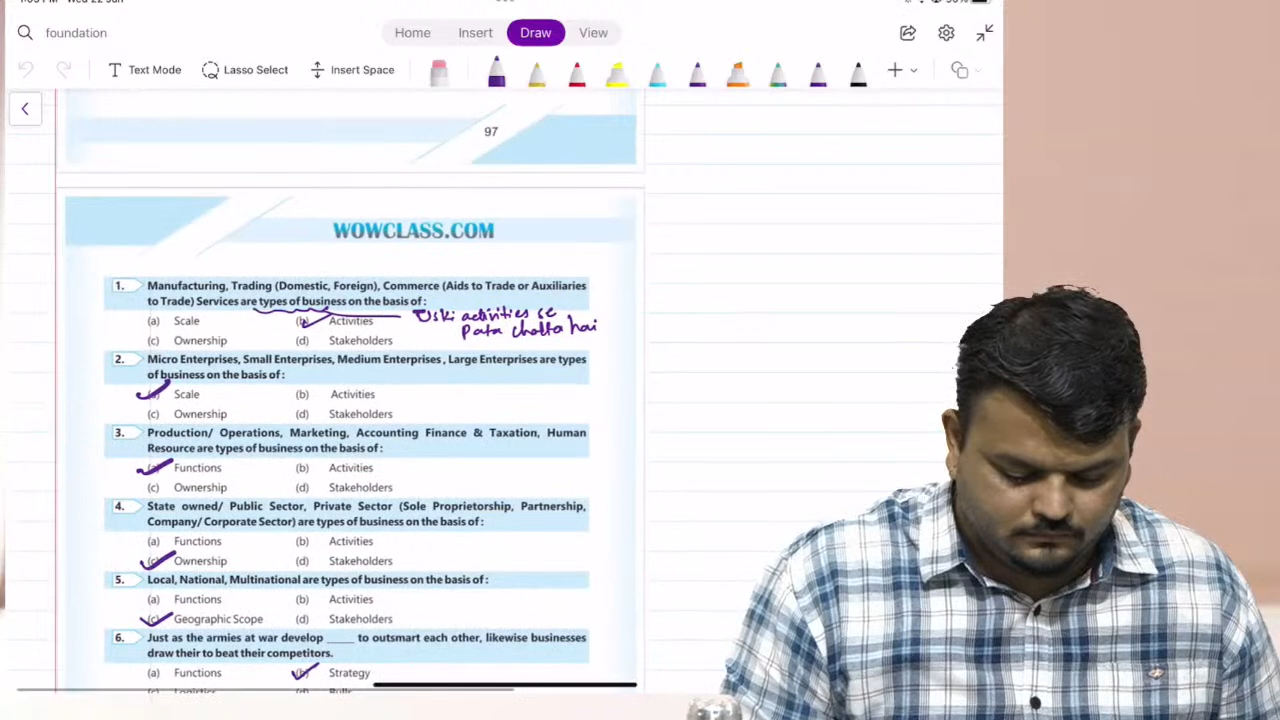 foundation
Home Insert Draw View
Text Mode Lasso Select Insert Space
97
WOWCLASS.COM
1. Manufacturing, Trading (Domestic, Foreign), Commerce (Aids to Trade or Auxiliaries
to Trade) Services are types of business on the basis of :
(a) Scale (b) Activities
Uski activities se
pata chalta hai
(c) Ownership (d) Stakeholders
2. Micro Enterprises, Small Enterprises, Medium Enterprises , Large Enterprises are types
of business on the basis of :
(a) Scale (b) Activities
(c) Ownership (d) Stakeholders
3. Production/ Operations, Marketing, Accounting Finance & Taxation, Human
Resource are types of business on the basis of :
(a) Functions (b) Activities
(c) Ownership (d) Stakeholders
4. State owned/ Public Sector, Private Sector (Sole Proprietorship, Partnership,
Company/ Corporate Sector) are types of business on the basis of :
(a) Functions (b) Activities
(c) Ownership (d) Stakeholders
5. Local, National, Multinational are types of business on the basis of :
(a) Functions (b) Activities
(c) Geographic Scope (d) Stakeholders
6. Just as the armies at war develop _____ to outsmart each other, likewise businesses
draw their to beat their competitors.
(a) Functions (b) Strategy